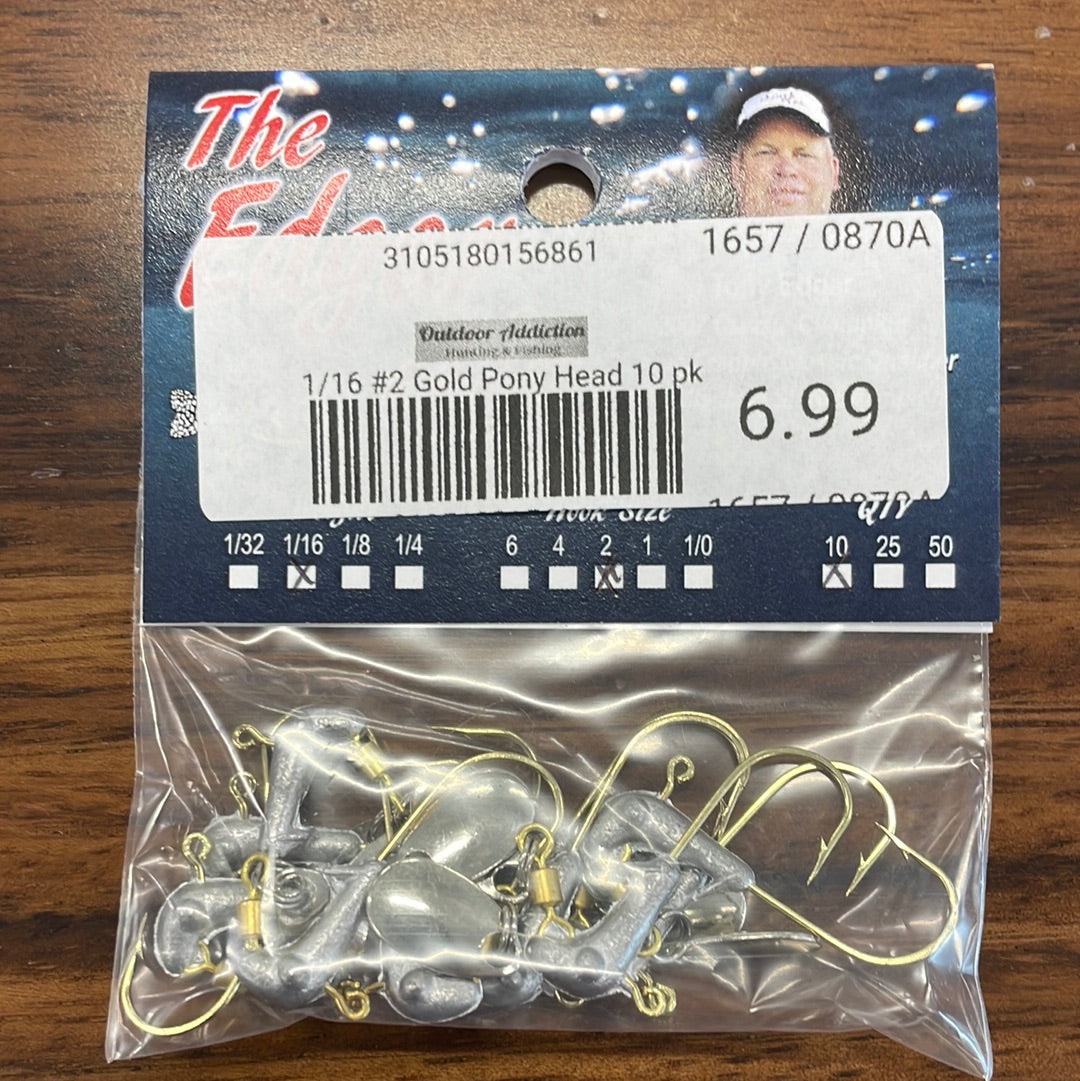 The
3105180156861
1657 / 0870A
Outdoor Addiction
Hunting & Fishing
1/16 #2 Gold Pony Head 10 pk
6.99
Hook Size
QTY
1/32 1/16 1/8 1/4 6 4 2 1 1/0 10 25 50